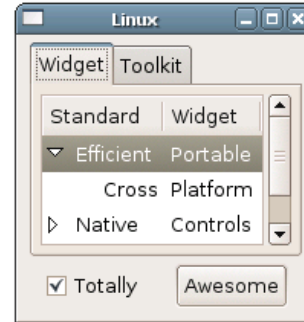 Linux
Widget Toolkit
Standard Widget
Efficient Portable
Cross Platform
Native Controls
Totally Awesome